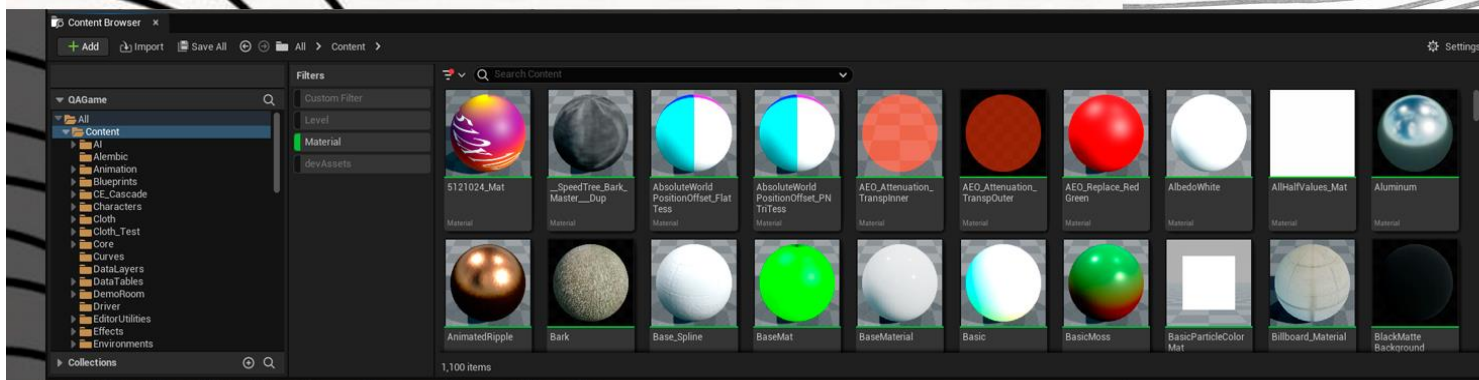 Content Browser
Add Import Save All All > Content > Settings
QAGame
All
Content
AI
Alembic
Animation
Blueprints
CE_Cascade
Characters
Cloth
Cloth_Test
Core
Curves
DataLayers
DataTables
DemoRoom
Driver
EditorUtilities
Effects
Environments
Collections
Filters
Custom Filter
Level
Material
devAssets
Search Content
5121024_Mat
Material
__SpeedTree_Bark_
Master__Dup
Material
AbsoluteWorld
PositionOffset_Flat
Tess
Material
AbsoluteWorld
PositionOffset_PN
TriTess
Material
AEO_Attenuation_
TranspInner
Material
AEO_Attenuation_
TranspOuter
Material
AEO_Replace_Red
Green
Material
AlbedoWhite
Material
AllHalfValues_Mat
Material
Aluminum
Material
AnimatedRipple
Bark
Base_Spline
BaseMat
BaseMaterial
Basic
BasicMoss
BasicParticleColor
Mat
Billboard_Material
BlackMatte
Background
1,100 items